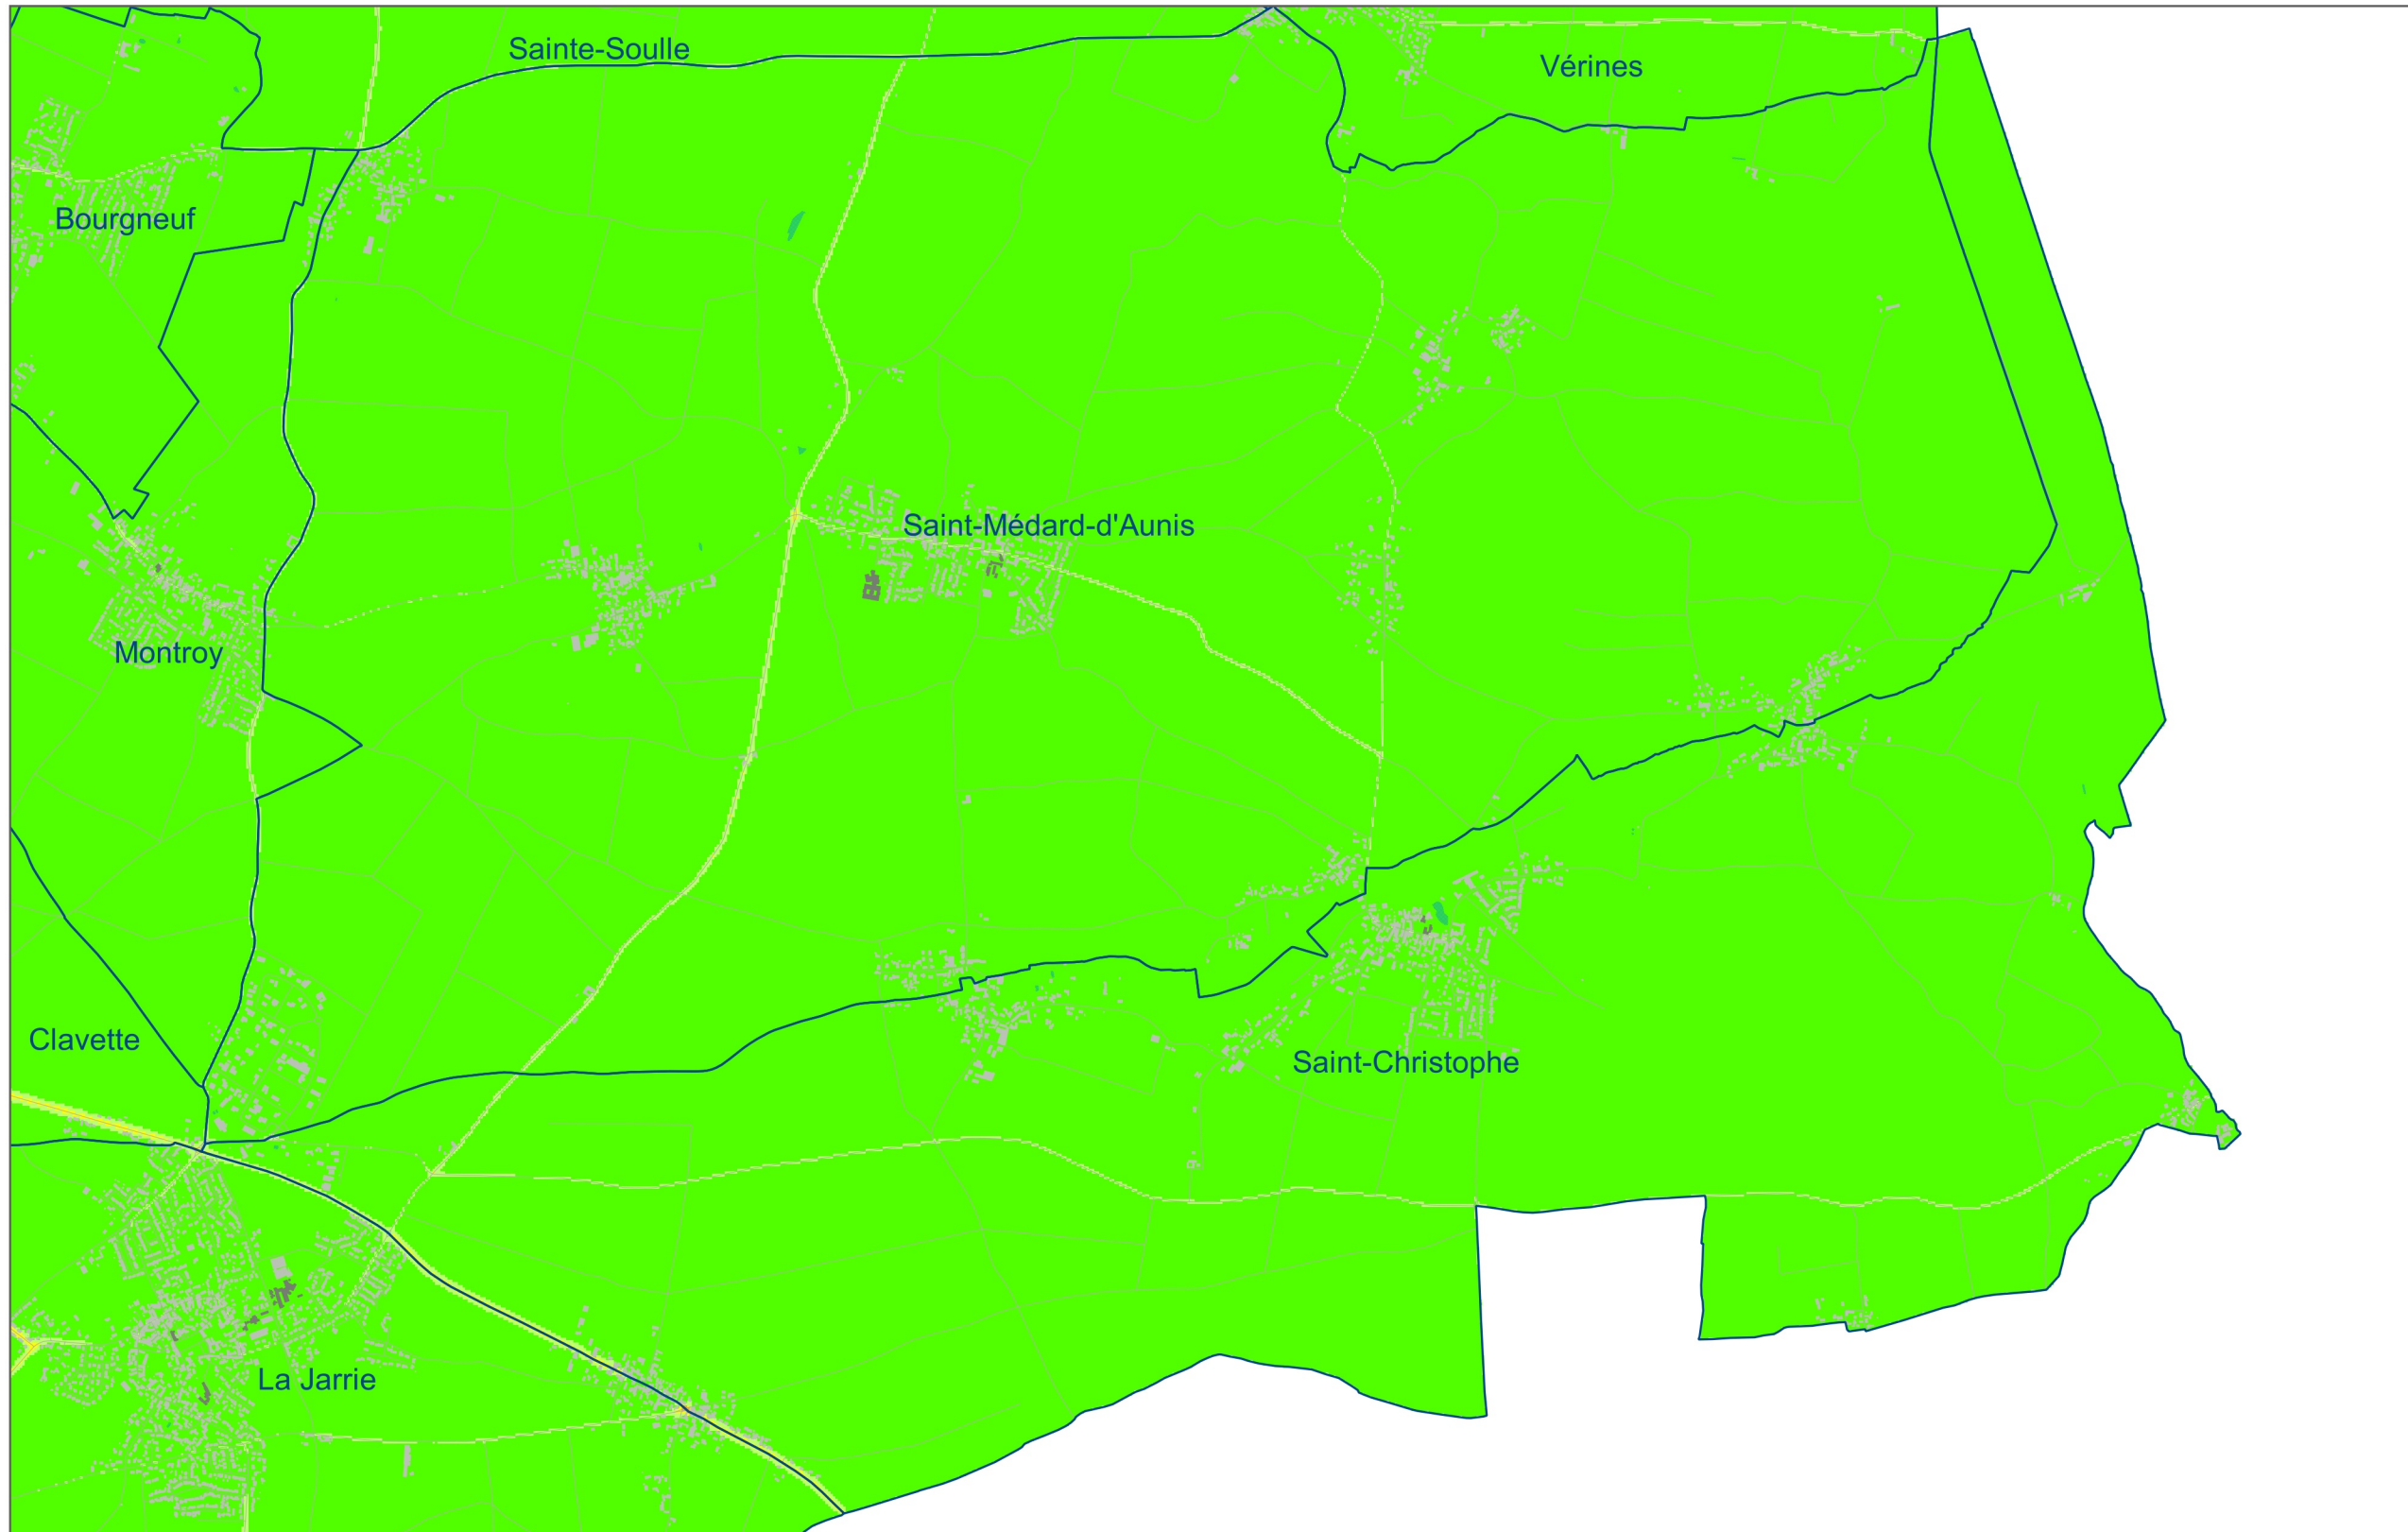 Sainte-Soulle
Vérines
Bourgneuf
Saint-Médard-d'Aunis
Montroy
Clavette
Saint-Christophe
La Jarrie